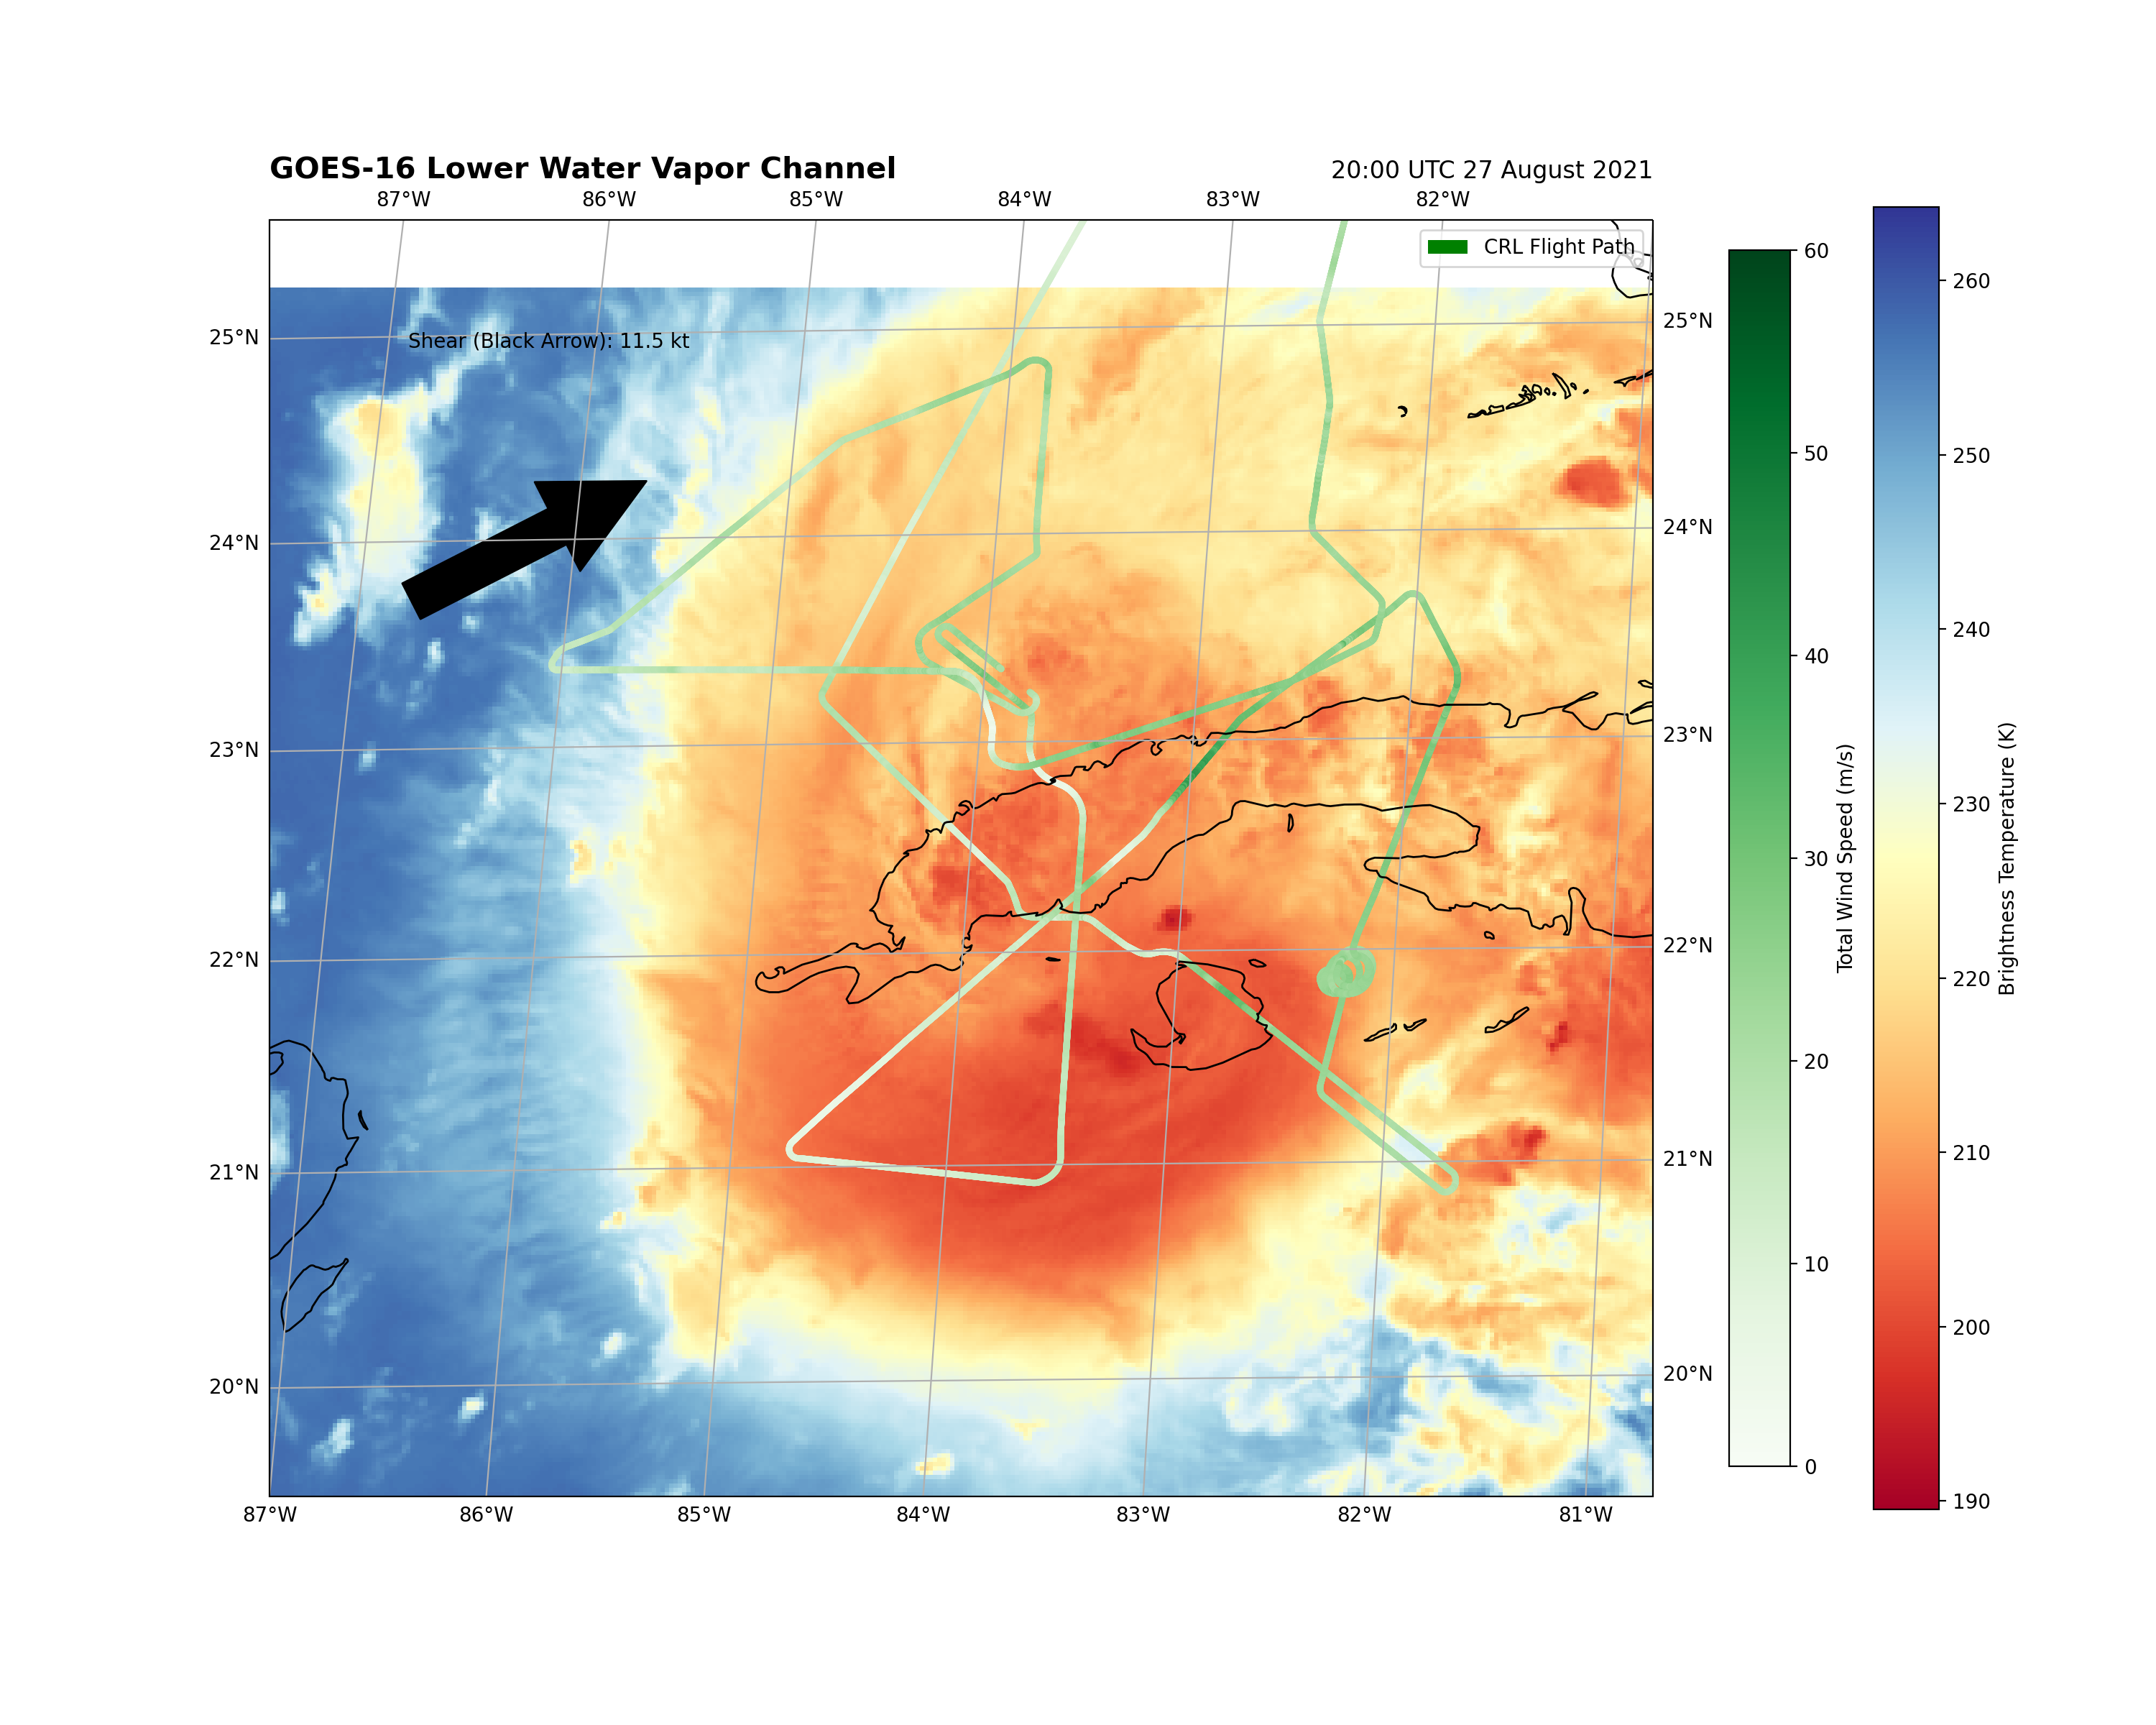 GOES-16 Lower Water Vapor Channel
20:00 UTC 27 August 2021
87°W 86°W 85°W 84°W 83°W 82°W
CRL Flight Path
Shear (Black Arrow): 11.5 kt
25°N
24°N
23°N
22°N
21°N
20°N
25°N
24°N
23°N
22°N
21°N
20°N
87°W 86°W 85°W 84°W 83°W 82°W 81°W
60
50
40
30
20
10
0
Total Wind Speed (m/s)
260
250
240
230
220
210
200
190
Brightness Temperature (K)